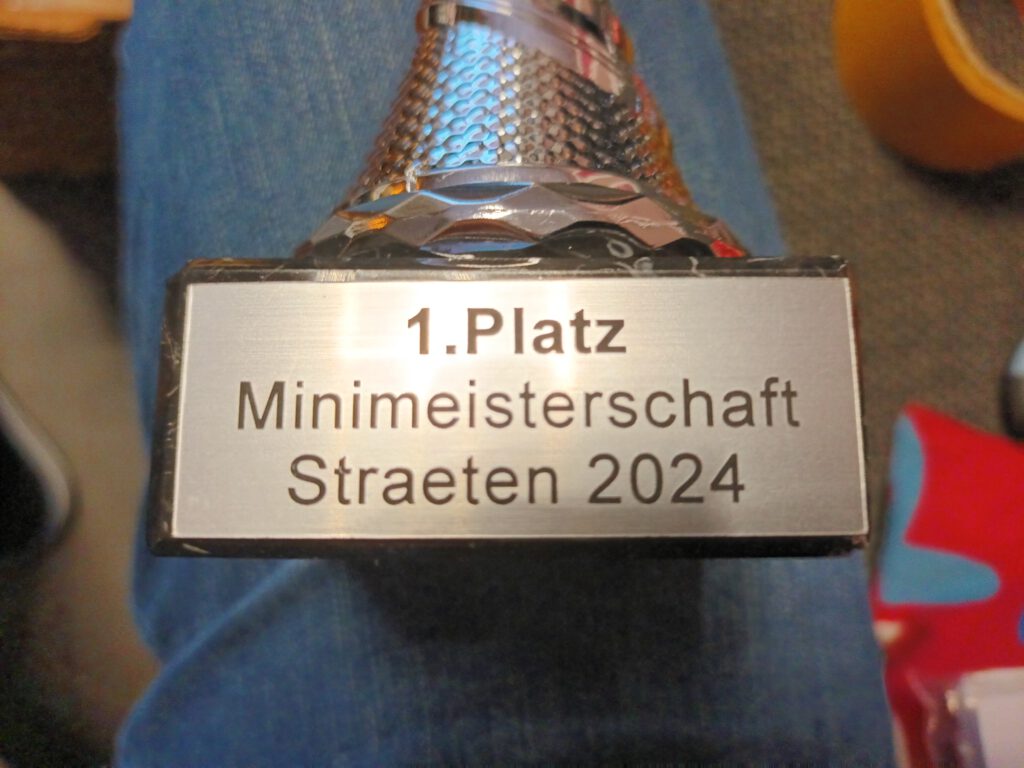 1.Platz
Minimeisterschaft
Straeten 2024